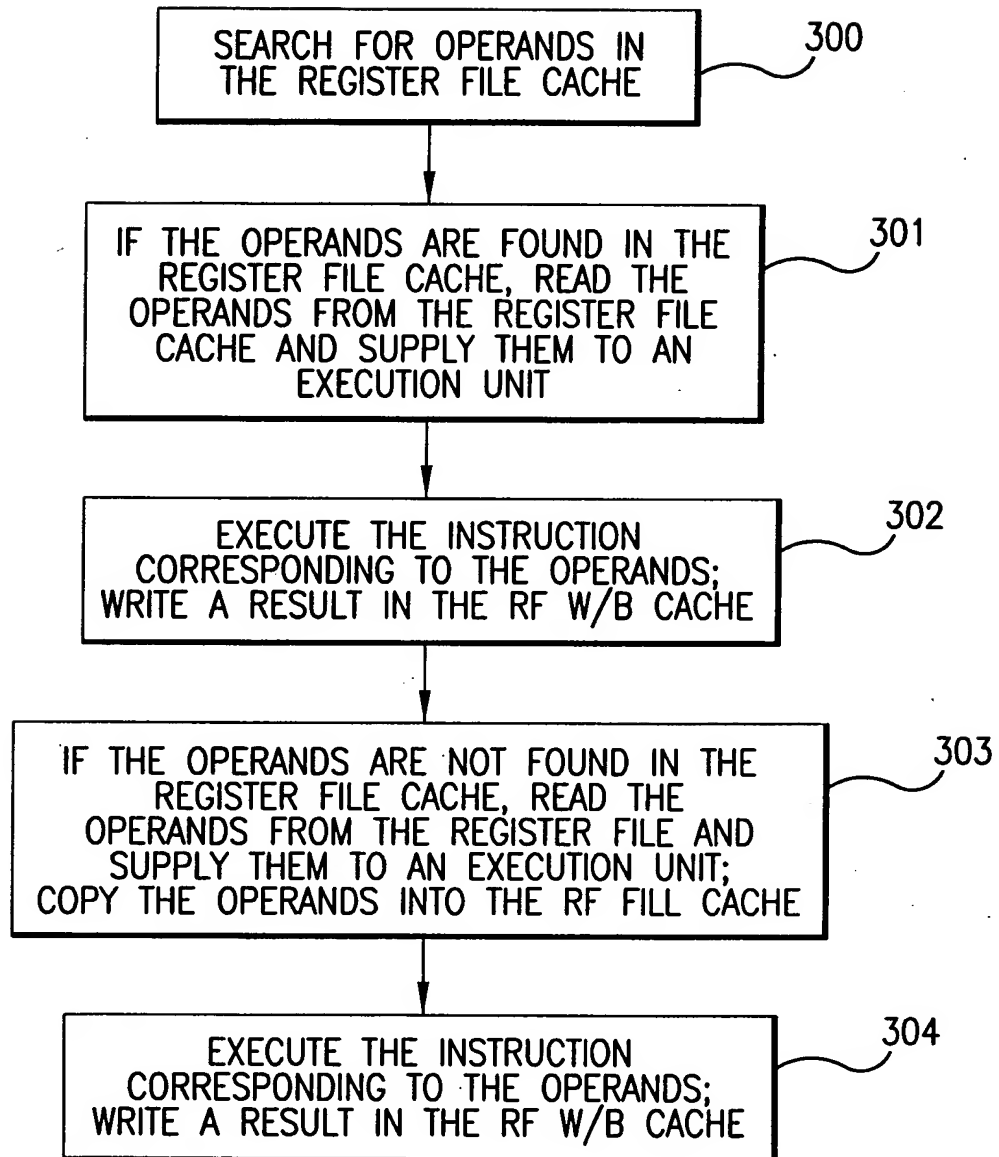 SEARCH FOR OPERANDS IN
THE REGISTER FILE CACHE
300
IF THE OPERANDS ARE FOUND IN THE
REGISTER FILE CACHE, READ THE
OPERANDS FROM THE REGISTER FILE
CACHE AND SUPPLY THEM TO AN
EXECUTION UNIT
301
EXECUTE THE INSTRUCTION
CORRESPONDING TO THE OPERANDS;
WRITE A RESULT IN THE RF W/B CACHE
302
IF THE OPERANDS ARE NOT FOUND IN THE
REGISTER FILE CACHE, READ THE
OPERANDS FROM THE REGISTER FILE AND
SUPPLY THEM TO AN EXECUTION UNIT;
COPY THE OPERANDS INTO THE RF FILL CACHE
303
EXECUTE THE INSTRUCTION
CORRESPONDING TO THE OPERANDS;
WRITE A RESULT IN THE RF W/B CACHE
304